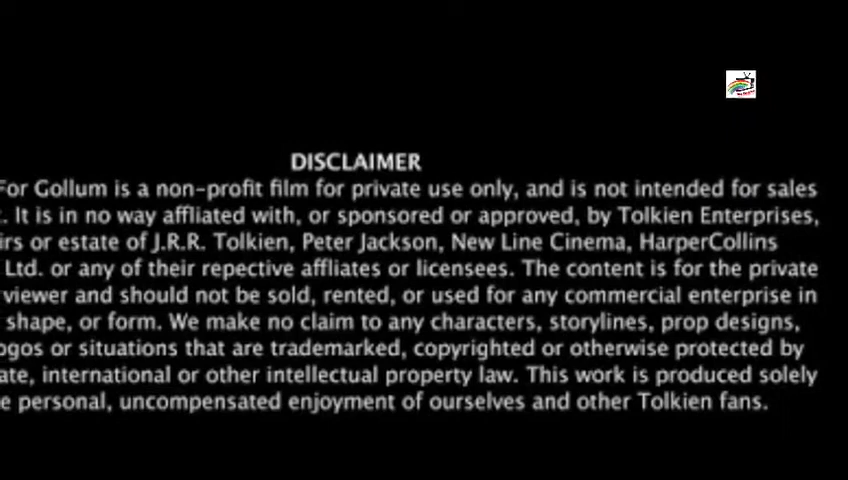 DISCLAIMER
For Gollum is a non-profit film for private use only, and is not intended for sales
. It is in no way affliated with, or sponsored or approved, by Tolkien Enterprises,
irs or estate of J.R.R. Tolkien, Peter Jackson, New Line Cinema, HarperCollins
Ltd. or any of their repective affliates or licensees. The content is for the private
viewer and should not be sold, rented, or used for any commercial enterprise in
shape, or form. We make no claim to any characters, storylines, prop designs,
ogos or situations that are trademarked, copyrighted or otherwise protected by
ate, international or other intellectual property law. This work is produced solely
e personal, uncompensated enjoyment of ourselves and other Tolkien fans.